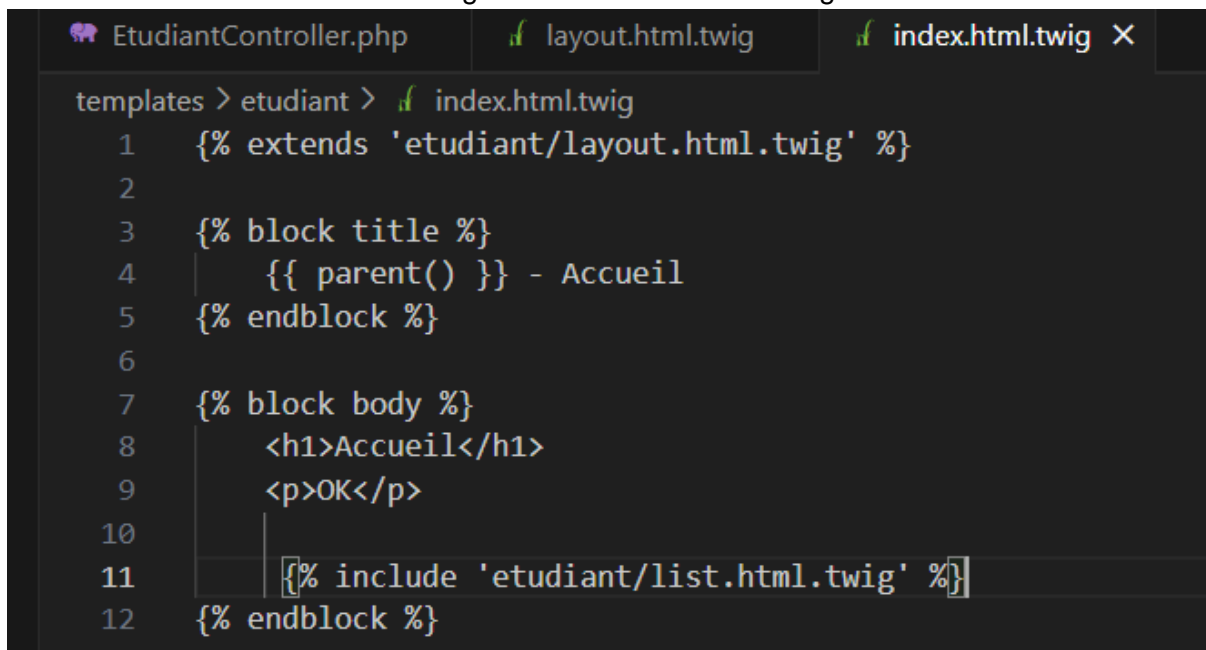 EtudiantController.php layout.html.twig index.html.twig ×
templates > etudiant > index.html.twig
1 {% extends 'etudiant/layout.html.twig' %}
2
3 {% block title %}
4 {{ parent() }} - Accueil
5 {% endblock %}
6
7 {% block body %}
8 <h1>Accueil</h1>
9 <p>OK</p>
10
11 {% include 'etudiant/list.html.twig' %}
12 {% endblock %}